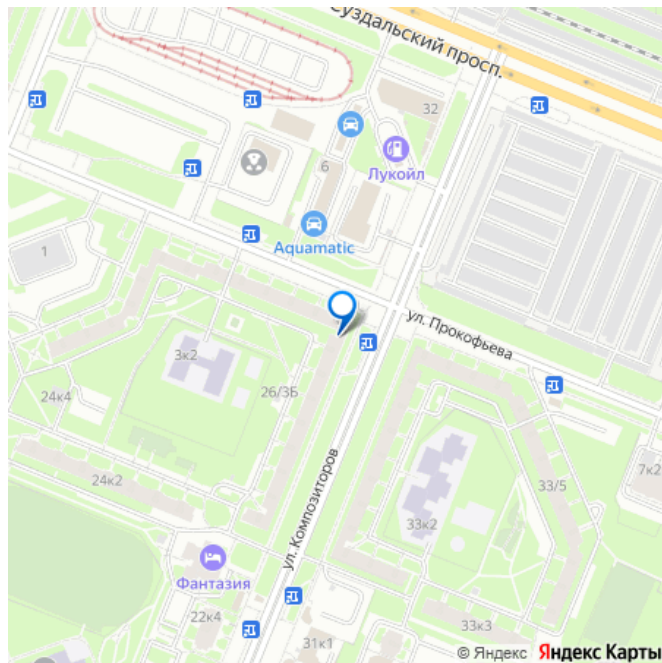 Суздальский просп.
32
Лукойл
6
Aquamatic
1
ул. Прокофьева
3к2
26/3Б
24к4
24к2
ул. Композиторов
33/5
7к2
33к2
Фантазия
22к4
31к1
33к3
© Яндекс Яндекс Карты